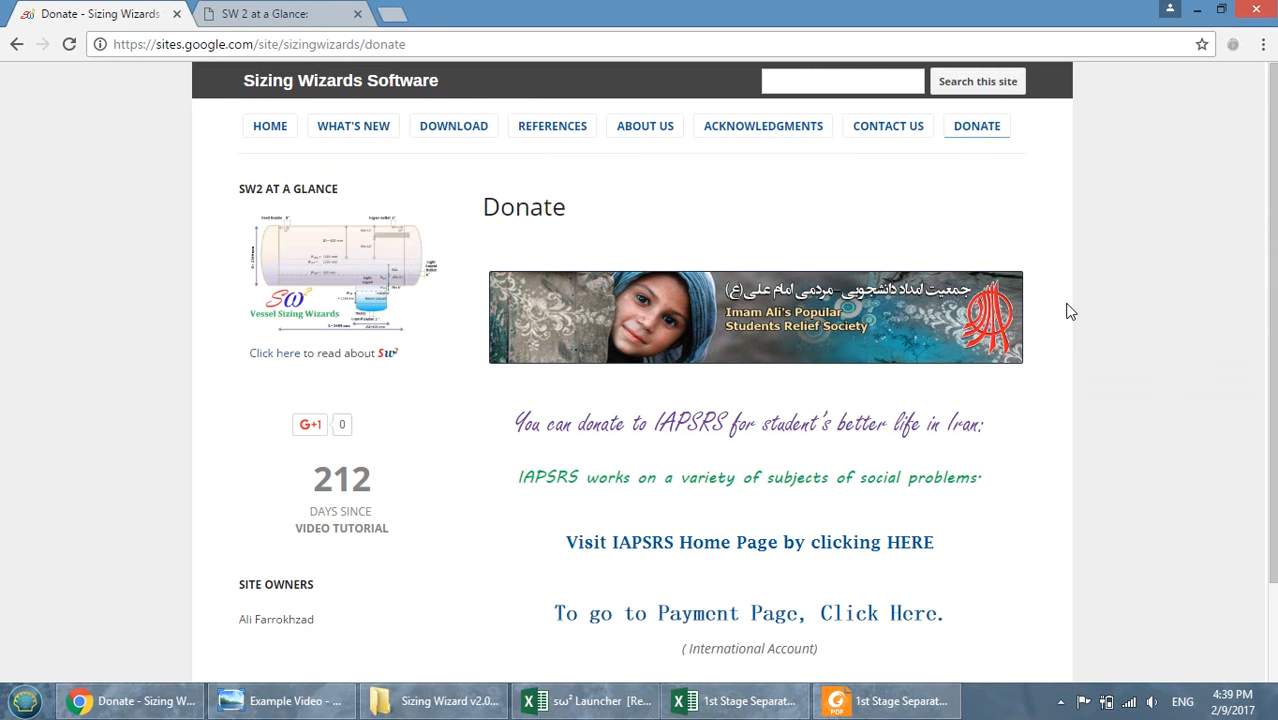 Donate - Sizing Wizards
SW 2 at a Glance:
https://sites.google.com/site/sizingwizards/donate
Sizing Wizards Software
Search this site
HOME
WHAT'S NEW
DOWNLOAD
REFERENCES
ABOUT US
ACKNOWLEDGMENTS
CONTACT US
DONATE
SW2 AT A GLANCE
Sω²
Vessel Sizing Wizards
Click here to read about Sω²
G+1
0
212
DAYS SINCE
VIDEO TUTORIAL
SITE OWNERS
Ali Farrokhzad
Donate
جمعیت امداد دانشجویی-مردمی امام علی(ع)
Imam Ali's Popular
Students Relief Society
You can donate to IAPSRS for student's better life in Iran:
IAPSRS works on a variety of subjects of social problems:
Visit IAPSRS Home Page by clicking HERE
To go to Payment Page, Click Here.
( International Account)
Donate - Sizing W...
Example Video - ...
Sizing Wizard v2.0...
sω² Launcher [Re...
1st Stage Separat...
1st Stage Separat...
ENG
4:39 PM
2/9/2017